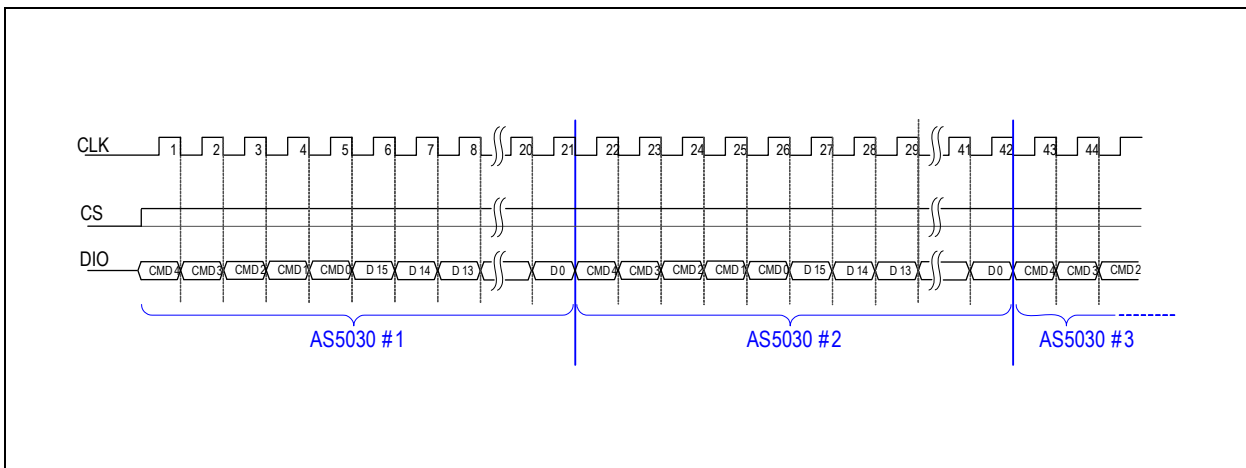 CLK 1 2 3 4 5 6 7 8 20 21 22 23 24 25 26 27 28 29 41 42 43 44
CS
DIO CMD 4 CMD 3 CMD 2 CMD 1 CMD 0 D 15 D 14 D 13 D 0 CMD 4 CMD 3 CMD 2 CMD 1 CMD 0 D 15 D 14 D 13 D 0 CMD 4 CMD 3 CMD 2
AS5030 #1 AS5030 #2 AS5030 #3